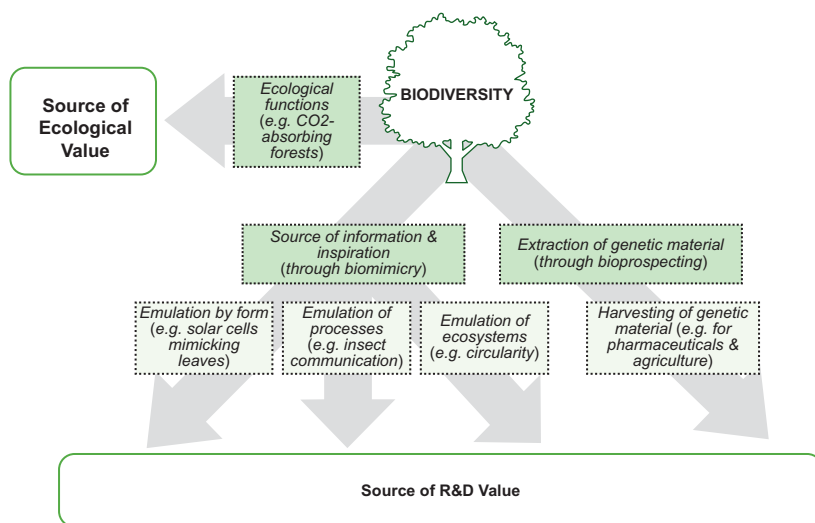 BIODIVERSITY
Source of
Ecological
Value
Ecological
functions
(e.g. CO2-
absorbing
forests)
Source of information &
inspiration
(through biomimicry)
Extraction of genetic material
(through bioprospecting)
Emulation by form
(e.g. solar cells
mimicking
leaves)
Emulation of
processes
(e.g. insect
communication)
Emulation of
ecosystems
(e.g. circularity)
Harvesting of genetic
material (e.g. for
pharmaceuticals &
agriculture)
Source of R&D Value